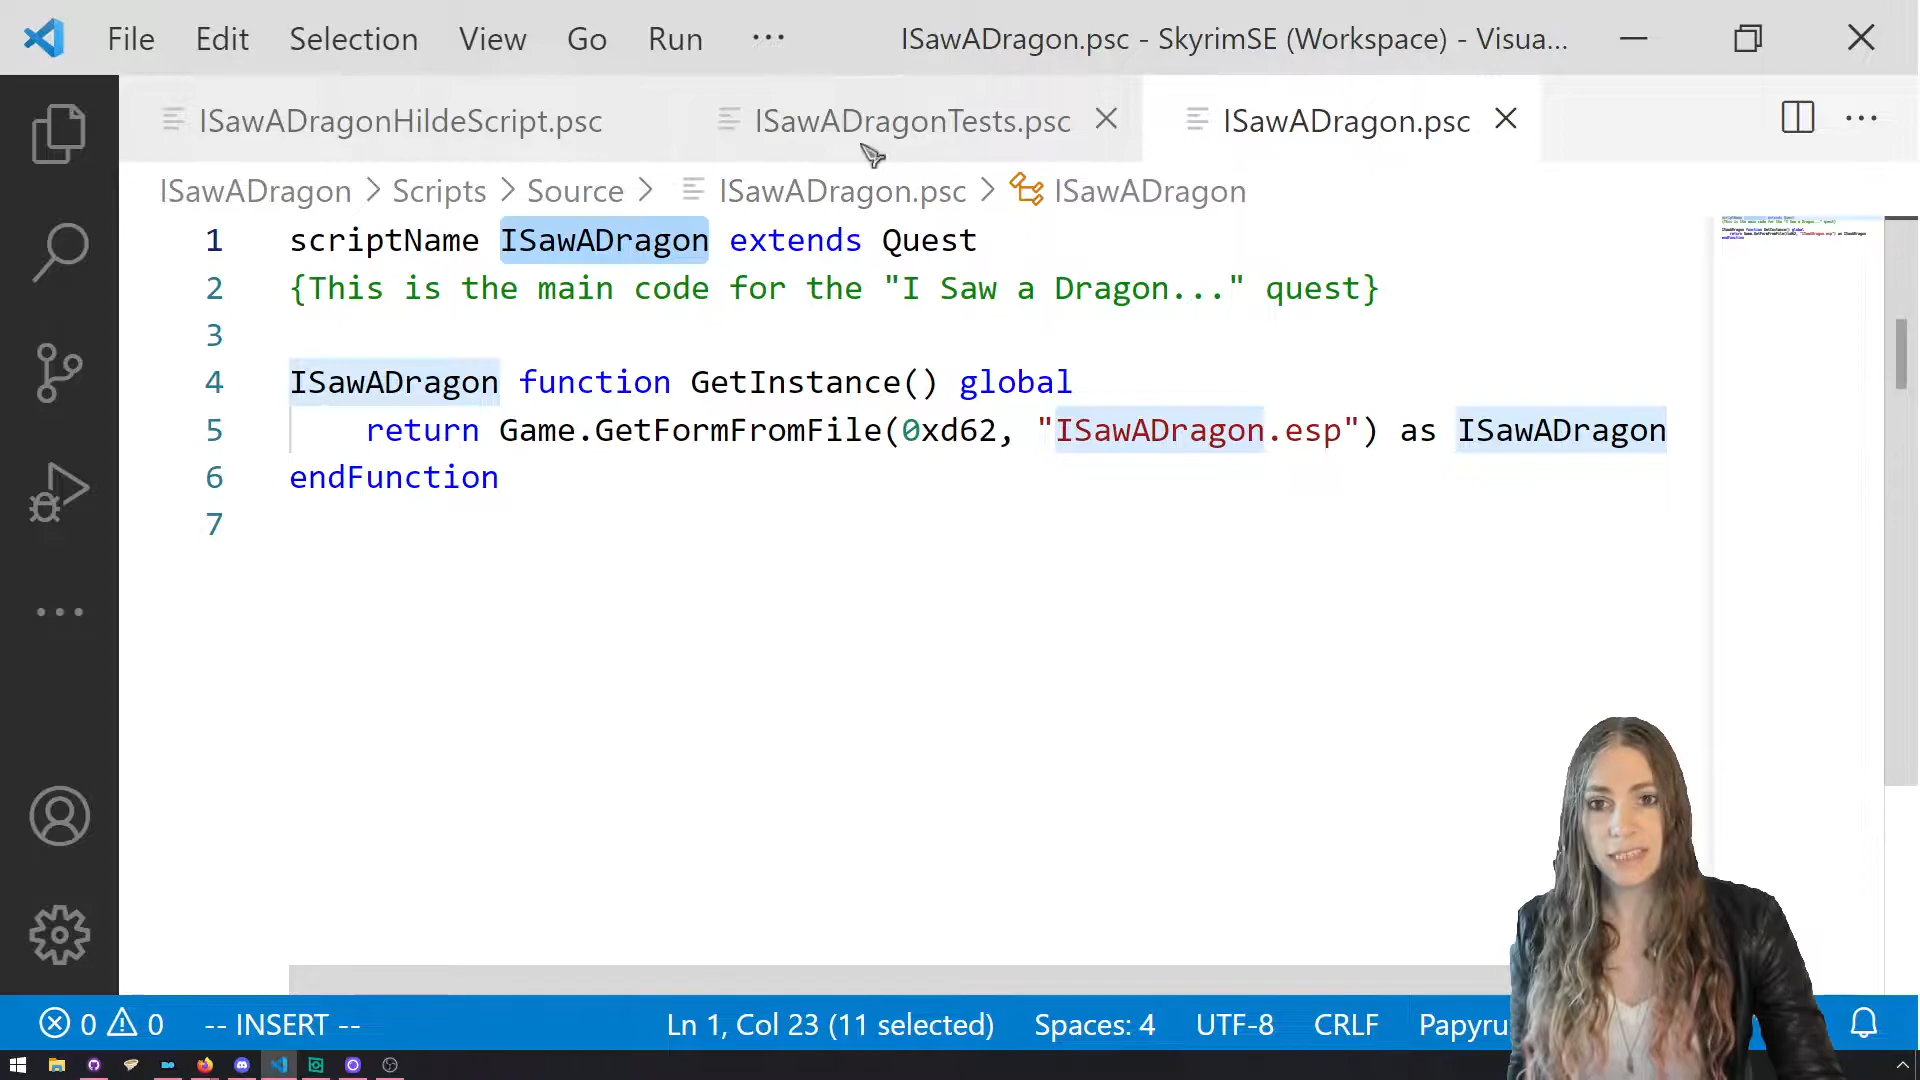 File Edit Selection View Go Run ··· ISawADragon.psc - SkyrimSE (Workspace) - Visua...
ISawADragonHildeScript.psc ISawADragonTests.psc ISawADragon.psc
ISawADragon > Scripts > Source > ISawADragon.psc > ISawADragon
1 scriptName ISawADragon extends Quest
2 {This is the main code for the "I Saw a Dragon..." quest}
3
4 ISawADragon function GetInstance() global
5 return Game.GetFormFromFile(0xd62, "ISawADragon.esp") as ISawADragon
6 endFunction
7
0 0 -- INSERT -- Ln 1, Col 23 (11 selected) Spaces: 4 UTF-8 CRLF Papyru